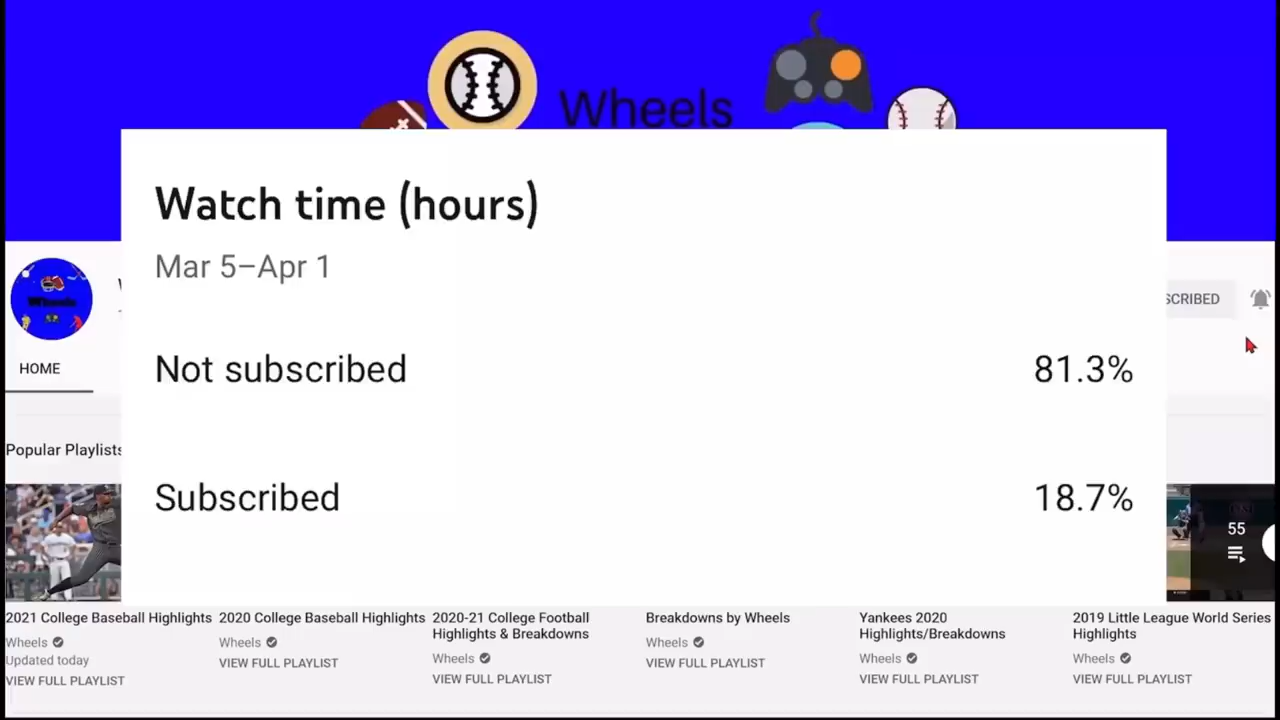 Wheels
Watch time (hours)
Mar 5–Apr 1
Not subscribed 81.3%
Subscribed 18.7%
SCRIBED
Wheels
HOME
Popular Playlists
55
2021 College Baseball Highlights
Wheels
Updated today
VIEW FULL PLAYLIST
2020 College Baseball Highlights
Wheels
VIEW FULL PLAYLIST
2020-21 College Football
Highlights & Breakdowns
Wheels
VIEW FULL PLAYLIST
Breakdowns by Wheels
Wheels
VIEW FULL PLAYLIST
Yankees 2020
Highlights/Breakdowns
Wheels
VIEW FULL PLAYLIST
2019 Little League World Series
Highlights
Wheels
VIEW FULL PLAYLIST